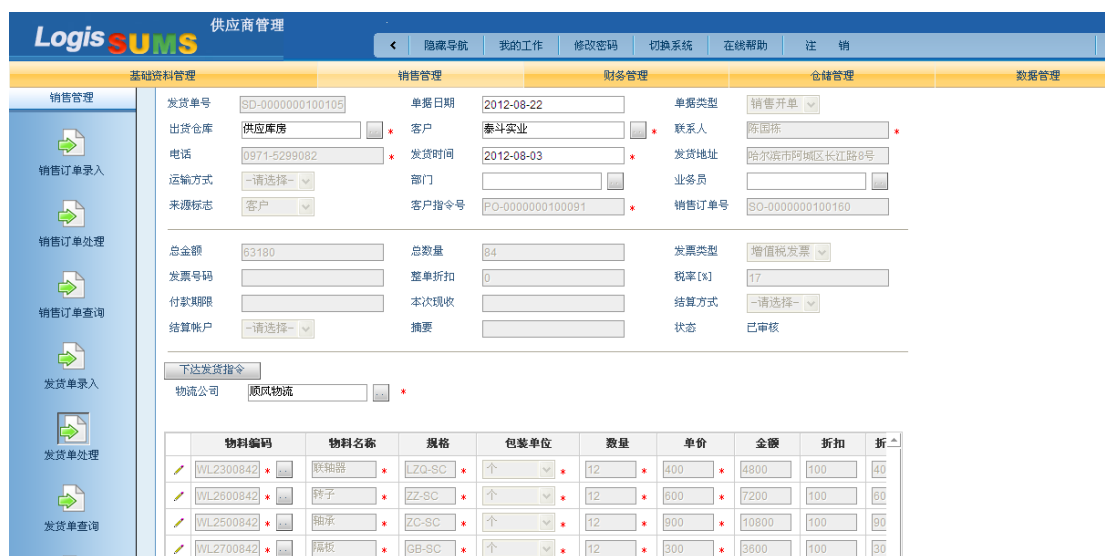 Logis SUMS 供应商管理
隐藏导航 我的工作 修改密码 切换系统 在线帮助 注 销
基础资料管理 销售管理 财务管理 仓储管理 数据管理
销售管理
销售订单录入
销售订单处理
销售订单查询
发货单录入
发货单处理
发货单查询
发货单号 SD-0000000100105 单据日期 2012-08-22 单据类型 销售开单
出货仓库 供应库房 .. * 客户 泰斗实业 * 联系人 陈国栋 *
电话 0971-5299082 * 发货时间 2012-08-03 * 发货地址 哈尔滨市阿城区长江路8号
运输方式 -请选择- 部门 业务员
来源标志 客户 客户指令号 PO-0000000100091 * 销售订单号 SO-0000000100160
总金额 63180 总数量 84 发票类型 增值税发票
发票号码 整单折扣 0 税率[%] 17
付款期限 本次现收 结算方式 -请选择-
结算帐户 -请选择- 摘要 状态 已审核
下达发货指令
物流公司 顺风物流 .. *
物料编码 物料名称 规格 包装单位 数量 单价 金额 折扣 折
WL2300842 * .. 联轴器 * LZQ-SC * 个 * 12 * 400 * 4800 100 40
WL2600842 * .. 转子 * ZZ-SC * 个 * 12 * 600 * 7200 100 60
WL2500842 * .. 轴承 * ZC-SC * 个 * 12 * 900 * 10800 100 90
WL2700842 * .. 隔板 * GB-SC * 个 * 12 * 300 * 3600 100 30